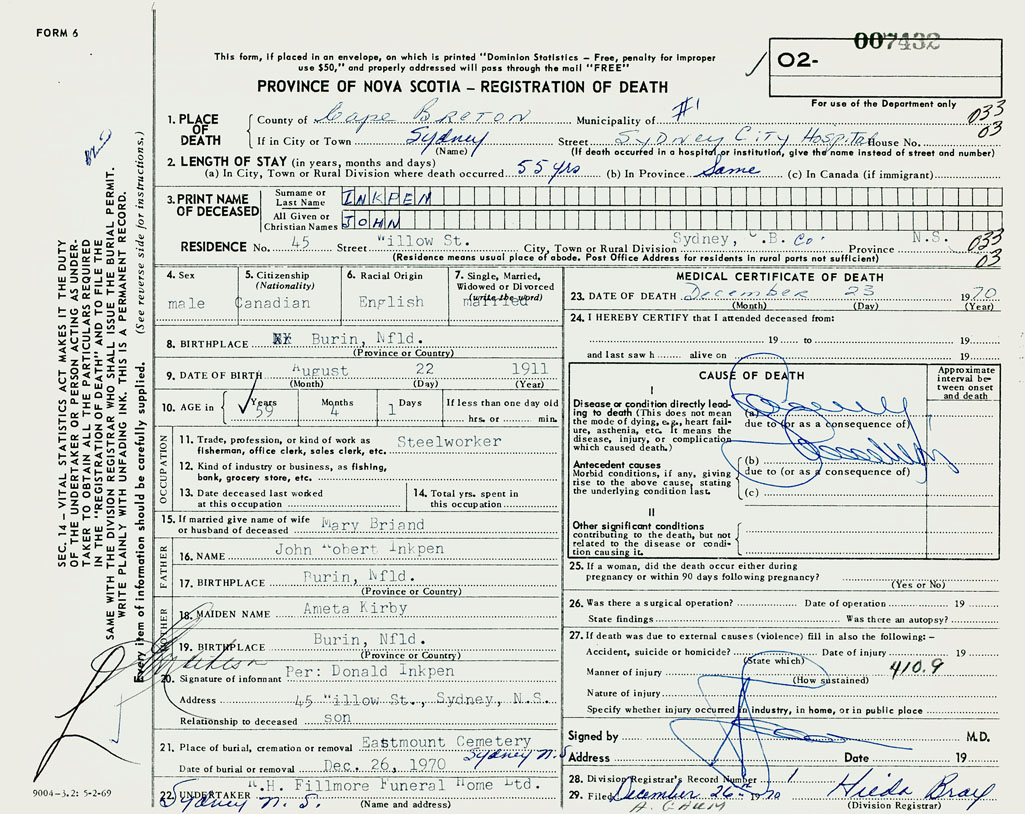 FORM 6
007432
This form, if placed in an envelope, on which is printed "Dominion Statistics – Free, penalty for improper
use $50," and properly addressed will pass through the mail "FREE"
02-
PROVINCE OF NOVA SCOTIA – REGISTRATION OF DEATH
For use of the Department only
1. PLACE OF DEATH
County of Cape Breton Municipality of #1 033
If in City or Town Sydney Street Sydney City Hospital House No. 03
(Name) (If death occurred in a hospital or institution, give the name instead of street and number)
2. LENGTH OF STAY (in years, months and days)
(a) In City, Town or Rural Division where death occurred 55 yrs (b) In Province Same (c) In Canada (if immigrant)
3. PRINT NAME OF DECEASED
Surname or Last Name INKPEN
All Given or Christian Names JOHN
RESIDENCE No. 45 Street "illow St. City, Town or Rural Division Sydney, C.B. Co. Province N.S. 033
(Residence means usual place of abode. Post Office Address for residents in rural parts not sufficient) 03
4. Sex
male
5. Citizenship
(Nationality)
Canadian
6. Racial Origin
English
7. Single, Married,
Widowed or Divorced
(write the word)
married
8. BIRTHPLACE Burin, Nfld.
(Province or Country)
9. DATE OF BIRTH August 22 1911
(Month) (Day) (Year)
10. AGE in Years Months Days If less than one day old
59 4 1 hrs. or min.
OCCUPATION
11. Trade, profession, or kind of work as Steelworker
fisherman, office clerk, sales clerk, etc.
12. Kind of industry or business, as fishing,
bank, grocery store, etc.
13. Date deceased last worked
at this occupation
14. Total yrs. spent in
this occupation
15. If married give name of wife
or husband of deceased Mary Briand
FATHER
16. NAME John Robert Inkpen
17. BIRTHPLACE Burin, Nfld.
(Province or Country)
MOTHER
18. MAIDEN NAME Ameta Kirby
19. BIRTHPLACE Burin, Nfld.
(Province or Country)
20. Signature of informant Per: Donald Inkpen
Address 45 "illow St., Sydney, N.S.
Relationship to deceased son
21. Place of burial, cremation or removal Eastmount Cemetery
Sydney N.S.
Date of burial or removal Dec. 26, 1970
22. UNDERTAKER W.H. Fillmore Funeral Home Ltd.
Sydney N.S. (Name and address)
MEDICAL CERTIFICATE OF DEATH
23. DATE OF DEATH December 23 1970
(Month) (Day) (Year)
24. I HEREBY CERTIFY that I attended deceased from:
19 to 19
and last saw h alive on 19
CAUSE OF DEATH
Approximate
interval be-
tween onset
and death
I
Disease or condition directly lead-
ing to death (This does not mean
the mode of dying, e.g., heart fail-
ure, asthenia, etc. It means the
disease, injury, or complication
which caused death.)
(a)
due to (or as a consequence of)
Antecedent causes
Morbid conditions, if any, giving
rise to the above cause, stating
the underlying condition last.
(b)
due to (or as a consequence of)
(c)
II
Other significant conditions
contributing to the death, but not
related to the disease or condi-
tion causing it.
25. If a woman, did the death occur either during
pregnancy or within 90 days following pregnancy?
(Yes or No)
26. Was there a surgical operation? Date of operation 19
State findings Was there an autopsy?
27. If death was due to external causes (violence) fill in also the following: –
Accident, suicide or homicide? Date of injury 19
(State which)
Manner of injury 410.9
(How sustained)
Nature of injury
Specify whether injury occurred in industry, in home, or in public place
Signed by M.D.
Address Date 19
28. Division Registrar's Record Number 1
29. Filed December 26th 1970 Hilda Bray
(Division Registrar)
SEC. 14 – VITAL STATISTICS ACT MAKES IT THE DUTY
OF THE UNDERTAKER OR PERSON ACTING AS UNDER-
TAKER TO OBTAIN ALL THE PARTICULARS REQUIRED
IN THE "REGISTRATION OF DEATH" AND TO FILE THE
SAME WITH THE DIVISION REGISTRAR WHO SHALL ISSUE THE BURIAL PERMIT.
WRITE PLAINLY WITH UNFADING INK. THIS IS A PERMANENT RECORD.
Every item of information should be carefully supplied. (See reverse side for instructions.)
9004–3.2: 5-2-69